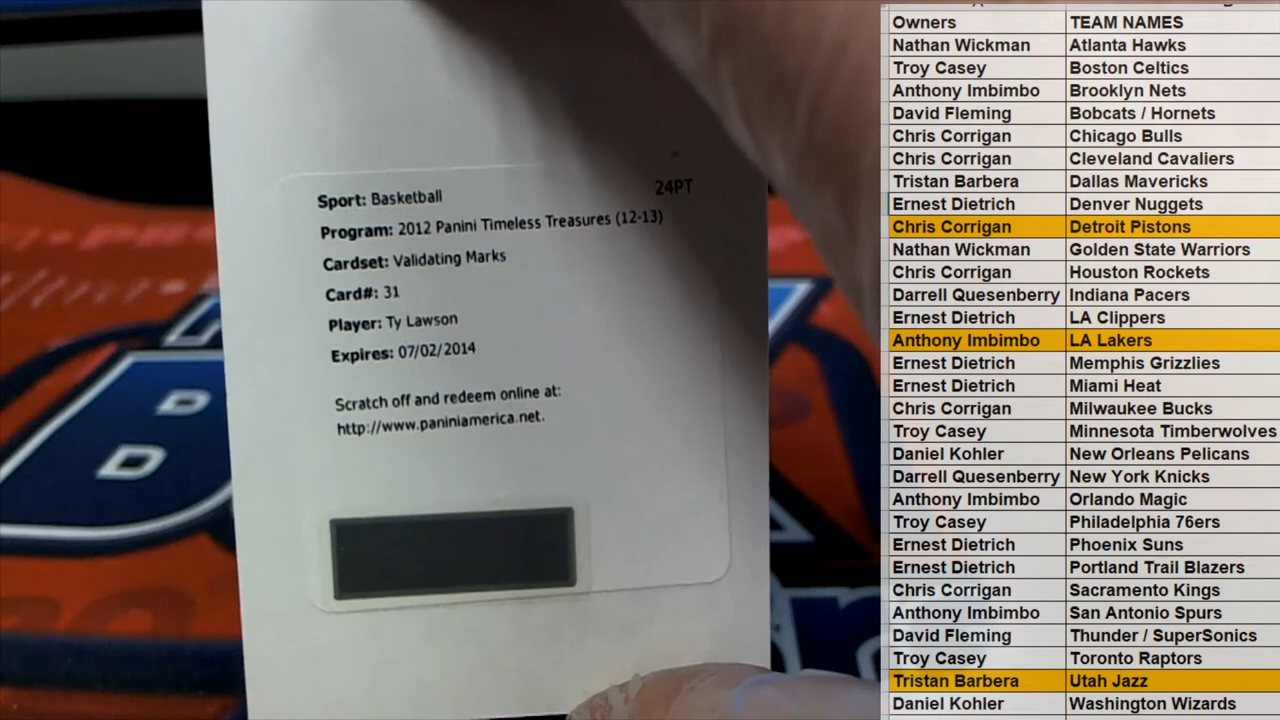 Sport: Basketball
24PT
Program: 2012 Panini Timeless Treasures (12-13)
Cardset: Validating Marks
Card#: 31
Player: Ty Lawson
Expires: 07/02/2014
Scratch off and redeem online at:
http://www.paniniamerica.net.
D
D
Owners TEAM NAMES
Nathan Wickman Atlanta Hawks
Troy Casey Boston Celtics
Anthony Imbimbo Brooklyn Nets
David Fleming Bobcats / Hornets
Chris Corrigan Chicago Bulls
Chris Corrigan Cleveland Cavaliers
Tristan Barbera Dallas Mavericks
Ernest Dietrich Denver Nuggets
Chris Corrigan Detroit Pistons
Nathan Wickman Golden State Warriors
Chris Corrigan Houston Rockets
Darrell Quesenberry Indiana Pacers
Ernest Dietrich LA Clippers
Anthony Imbimbo LA Lakers
Ernest Dietrich Memphis Grizzlies
Ernest Dietrich Miami Heat
Chris Corrigan Milwaukee Bucks
Troy Casey Minnesota Timberwolves
Daniel Kohler New Orleans Pelicans
Darrell Quesenberry New York Knicks
Anthony Imbimbo Orlando Magic
Troy Casey Philadelphia 76ers
Ernest Dietrich Phoenix Suns
Ernest Dietrich Portland Trail Blazers
Chris Corrigan Sacramento Kings
Anthony Imbimbo San Antonio Spurs
David Fleming Thunder / SuperSonics
Troy Casey Toronto Raptors
Tristan Barbera Utah Jazz
Daniel Kohler Washington Wizards